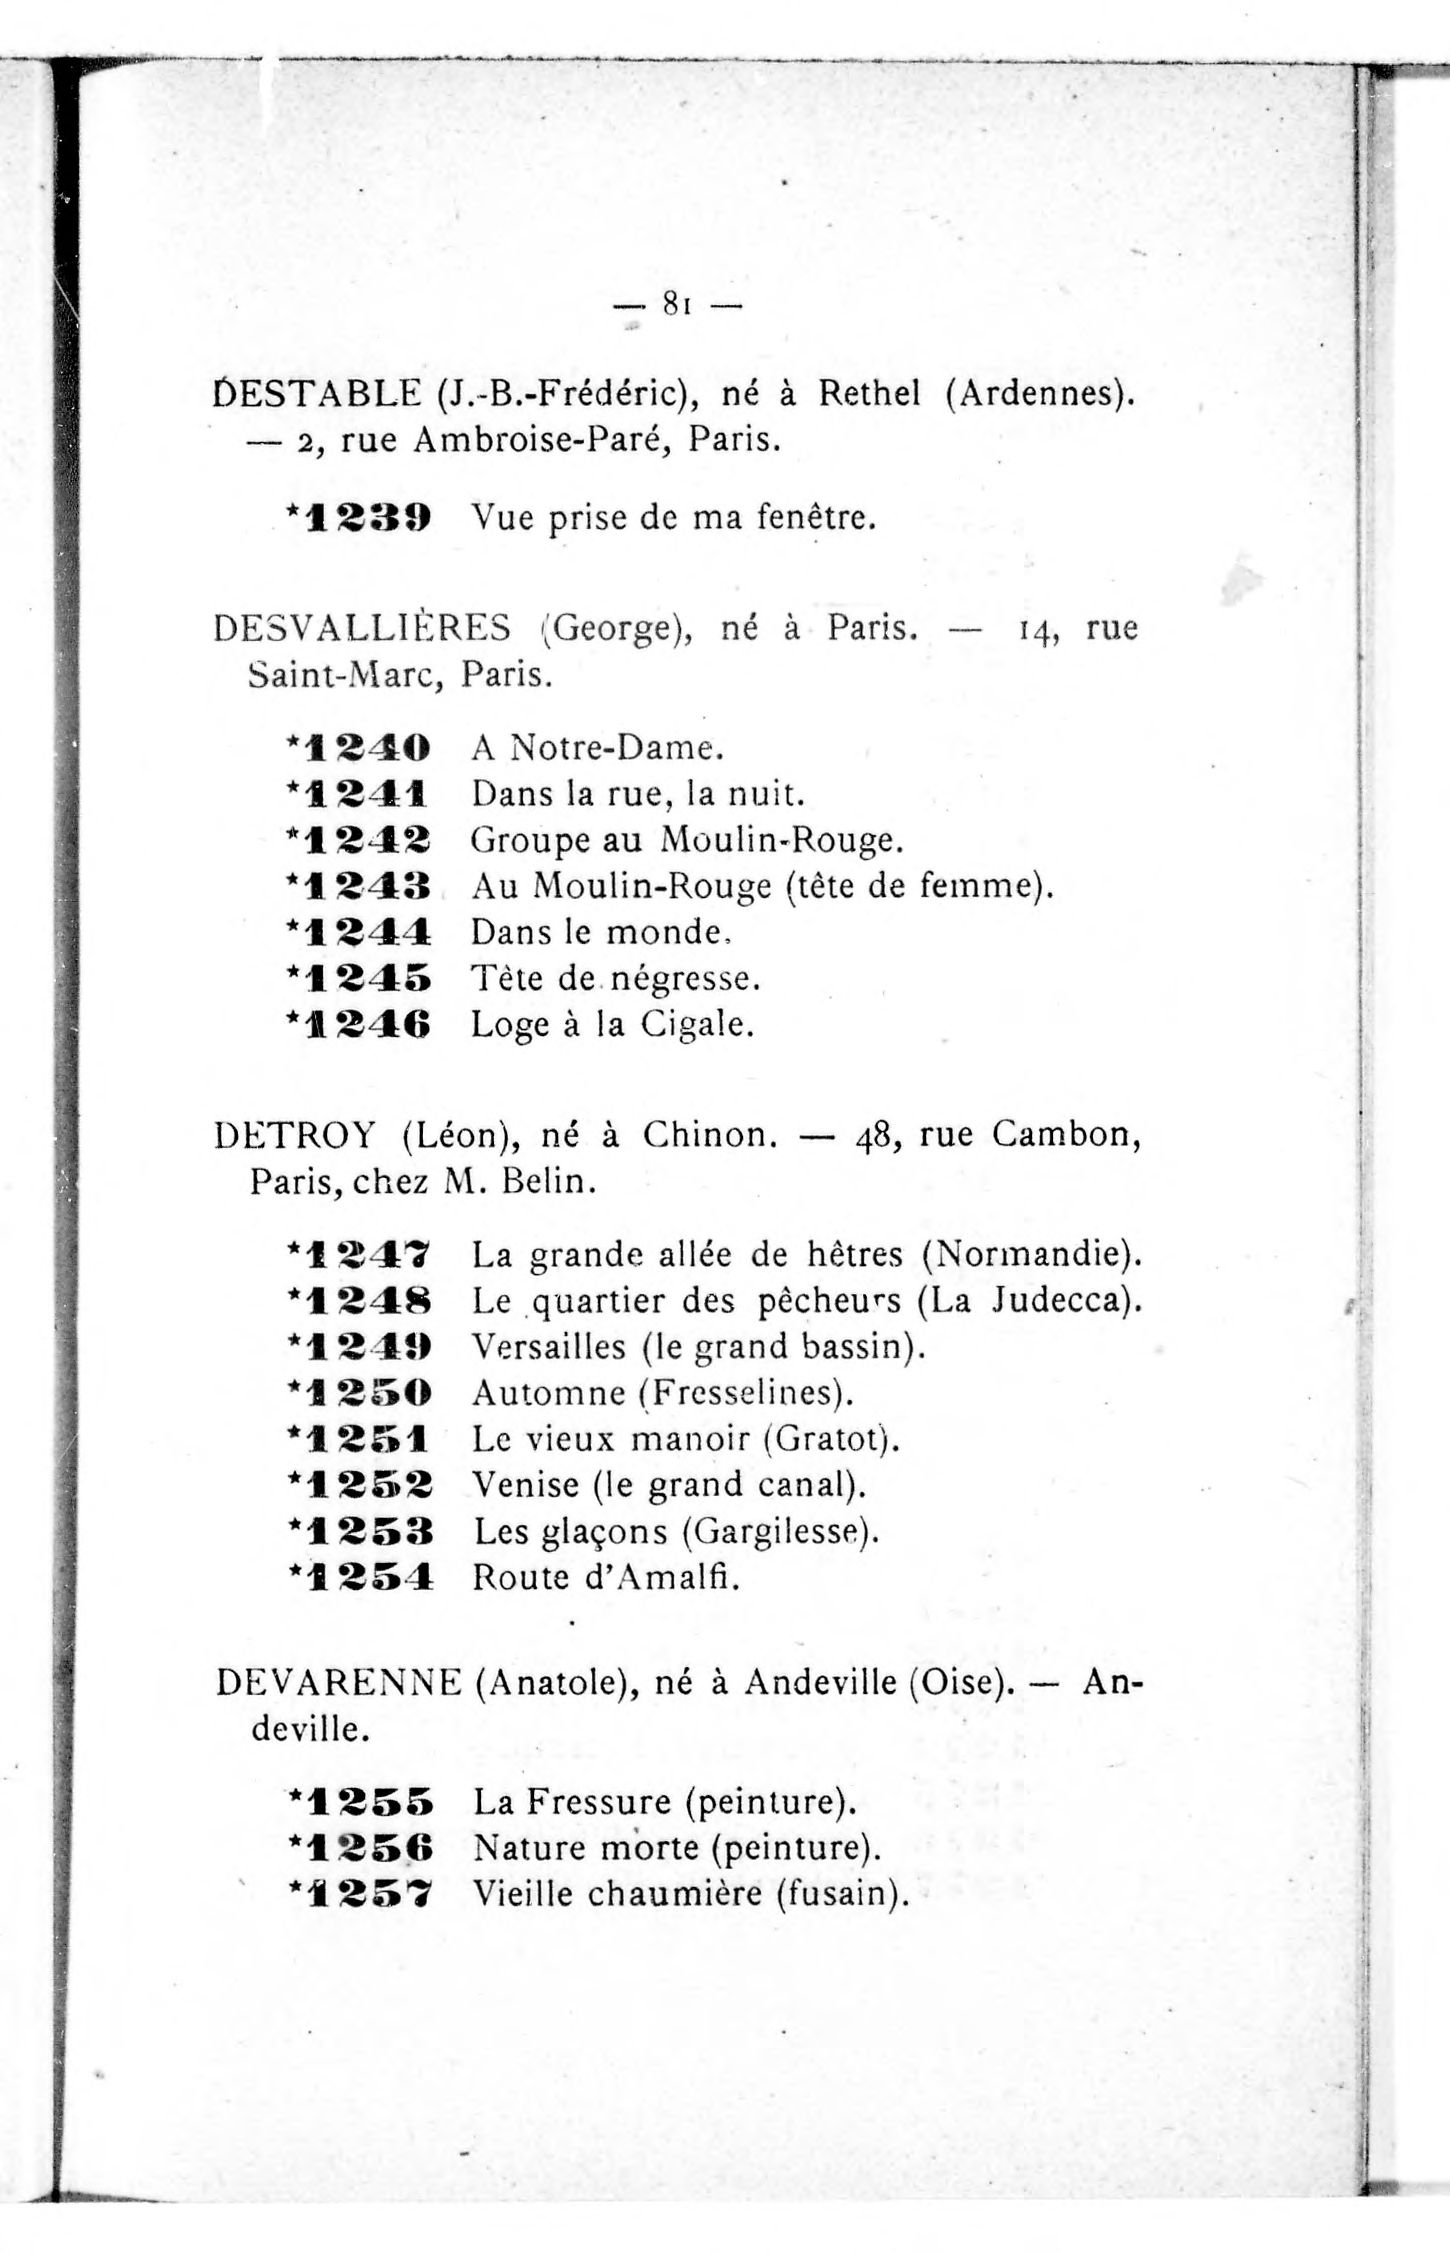 — 81 —
DESTABLE (J.-B.-Frédéric), né à Rethel (Ardennes).
— 2, rue Ambroise-Paré, Paris.
*1239 Vue prise de ma fenêtre.
DESVALLIÈRES (George), né à Paris. — 14, rue
Saint-Marc, Paris.
*1240 A Notre-Dame.
*1241 Dans la rue, la nuit.
*1242 Groupe au Moulin-Rouge.
*1243 Au Moulin-Rouge (tête de femme).
*1244 Dans le monde.
*1245 Tête de négresse.
*1246 Loge à la Cigale.
DETROY (Léon), né à Chinon. — 48, rue Cambon,
Paris, chez M. Belin.
*1247 La grande allée de hêtres (Normandie).
*1248 Le quartier des pêcheurs (La Judecca).
*1249 Versailles (le grand bassin).
*1250 Automne (Fresselines).
*1251 Le vieux manoir (Gratot).
*1252 Venise (le grand canal).
*1253 Les glaçons (Gargilesse).
*1254 Route d'Amalfi.
DEVARENNE (Anatole), né à Andeville (Oise). — An-
deville.
*1255 La Fressure (peinture).
*1256 Nature morte (peinture).
*1257 Vieille chaumière (fusain).